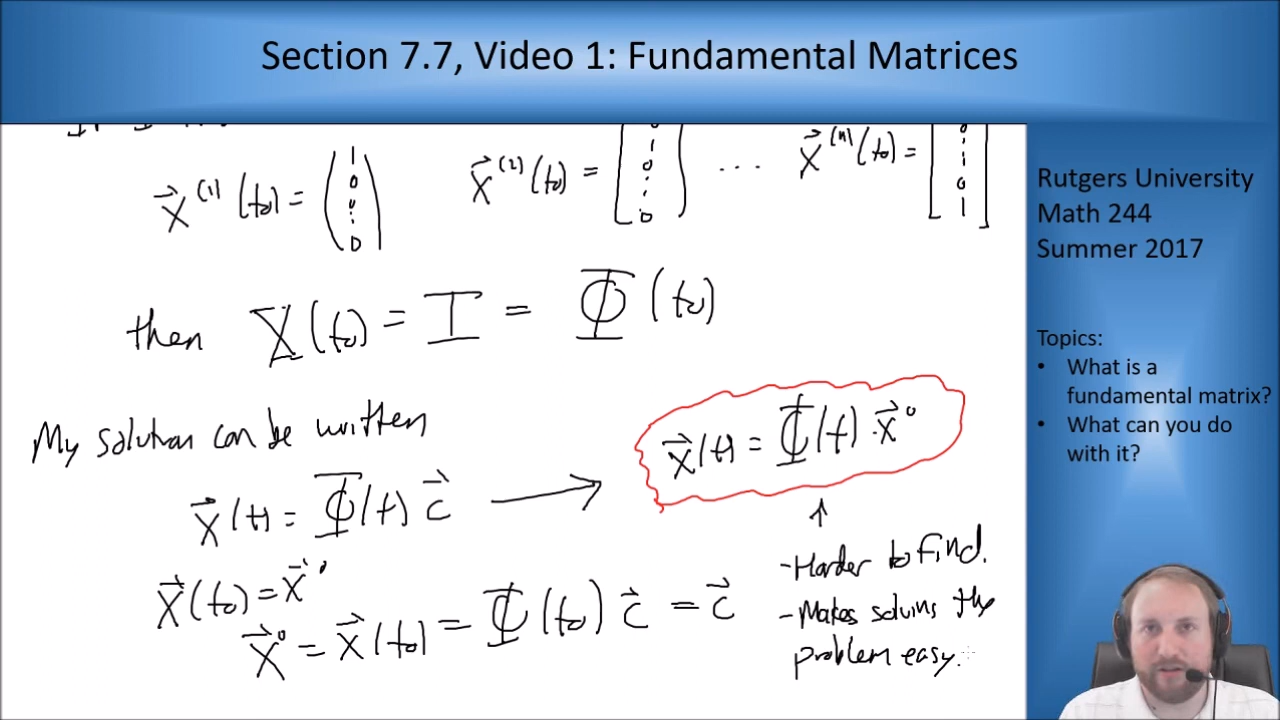 Section 7.7, Video 1: Fundamental Matrices
x⃗⁽¹⁾(t₀) = (1 0 0 ⋮ 0)
x⃗⁽²⁾(t₀) = [0 1 0 ⋮ 0] ...
x⃗⁽ⁿ⁾(t₀) = [0 ⋮ 0 1]
then X(t₀) = I = Φ(t₀)
My solution can be written
x⃗(t) = Φ(t) c⃗ →
x⃗(t) = Φ(t) · x⃗⁰
x⃗(t₀) = x⃗⁰
x⃗⁰ = x⃗(t₀) = Φ(t₀) c⃗ = c⃗
↑
- Harder to find.
- Makes solving the
problem easy.
Rutgers University
Math 244
Summer 2017
Topics:
• What is a
fundamental matrix?
• What can you do
with it?